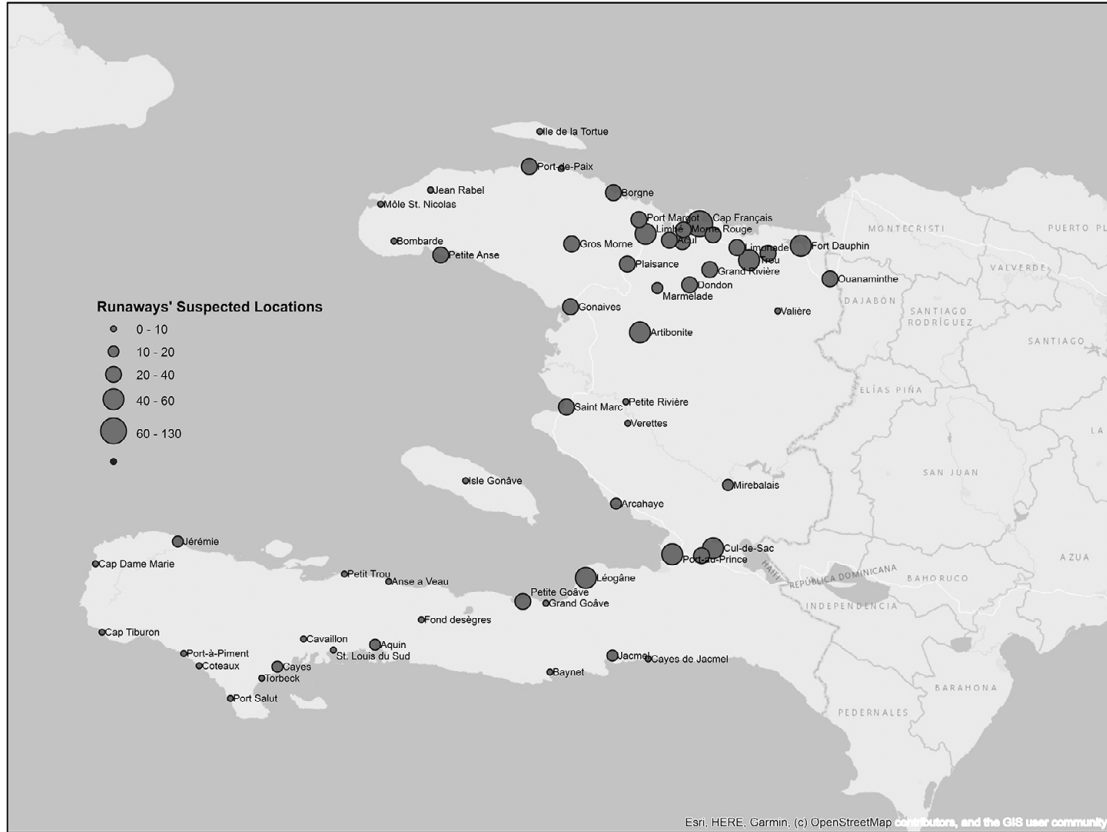 Ile de la Tortue
Port-de-Paix
Jean Rabel
Borgne
Môle St. Nicolas
Port Margot
Cap Français
Limbé
Morne Rouge
MONTECRISTI
PUERTO PL
Bombarde
Gros Morne
Acul
Limonade
Fort Dauphin
Petite Anse
Plaisance
Trou
Grand Rivière
VALVERDE
Ouanaminthe
Dondon
Marmelade
DAJABÓN
Runaways' Suspected Locations
Gonaives
Valière
SANTIAGO
RODRÍGUEZ
0 - 10
Artibonite
SANTIAGO
10 - 20
20 - 40
ELÍAS PIÑA
40 - 60
Saint Marc
Petite Rivière
Verettes
LA
60 - 130
SAN JUAN
Isle Gonâve
Mirebalais
Arcahaye
Jérémie
Cul-de-Sac
Port-au-Prince
AZUA
Cap Dame Marie
Petit Trou
Anse a Veau
Léogâne
HAITI
REPÚBLICA DOMINICANA
BAHORUCO
Petite Goâve
Grand Goâve
INDEPENDENCIA
Fond desègres
Cap Tiburon
Cavaillon
Aquin
St. Louis du Sud
Port-à-Piment
Jacmel
Cayes de Jacmel
Coteaux
Cayes
Torbeck
Baynet
BARAHONA
Port Salut
PEDERNALES
Esri, HERE, Garmin, (c) OpenStreetMap contributors, and the GIS user community